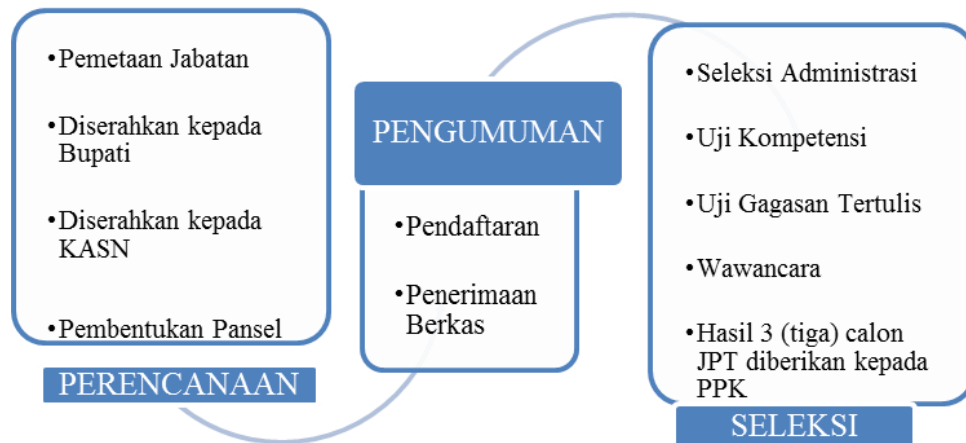 •Pemetaan Jabatan
•Diserahkan kepada
Bupati
•Diserahkan kepada
KASN
•Pembentukan Pansel
PERENCANAAN
PENGUMUMAN
•Pendaftaran
•Penerimaan
Berkas
•Seleksi Administrasi
•Uji Kompetensi
•Uji Gagasan Tertulis
•Wawancara
•Hasil 3 (tiga) calon
JPT diberikan kepada
PPK
SELEKSI